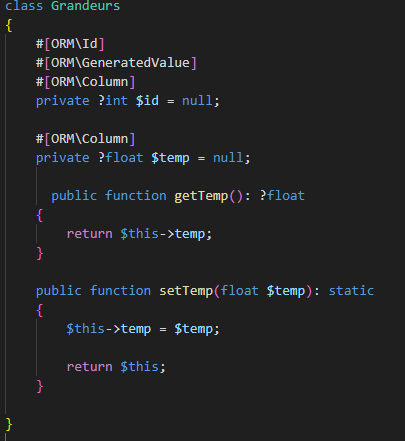 class Grandeurs
{
    #[ORM\Id]
    #[ORM\GeneratedValue]
    #[ORM\Column]
    private ?int $id = null;

    #[ORM\Column]
    private ?float $temp = null;

      public function getTemp(): ?float
    {
        return $this->temp;
    }

    public function setTemp(float $temp): static
    {
        $this->temp = $temp;

        return $this;
    }

}